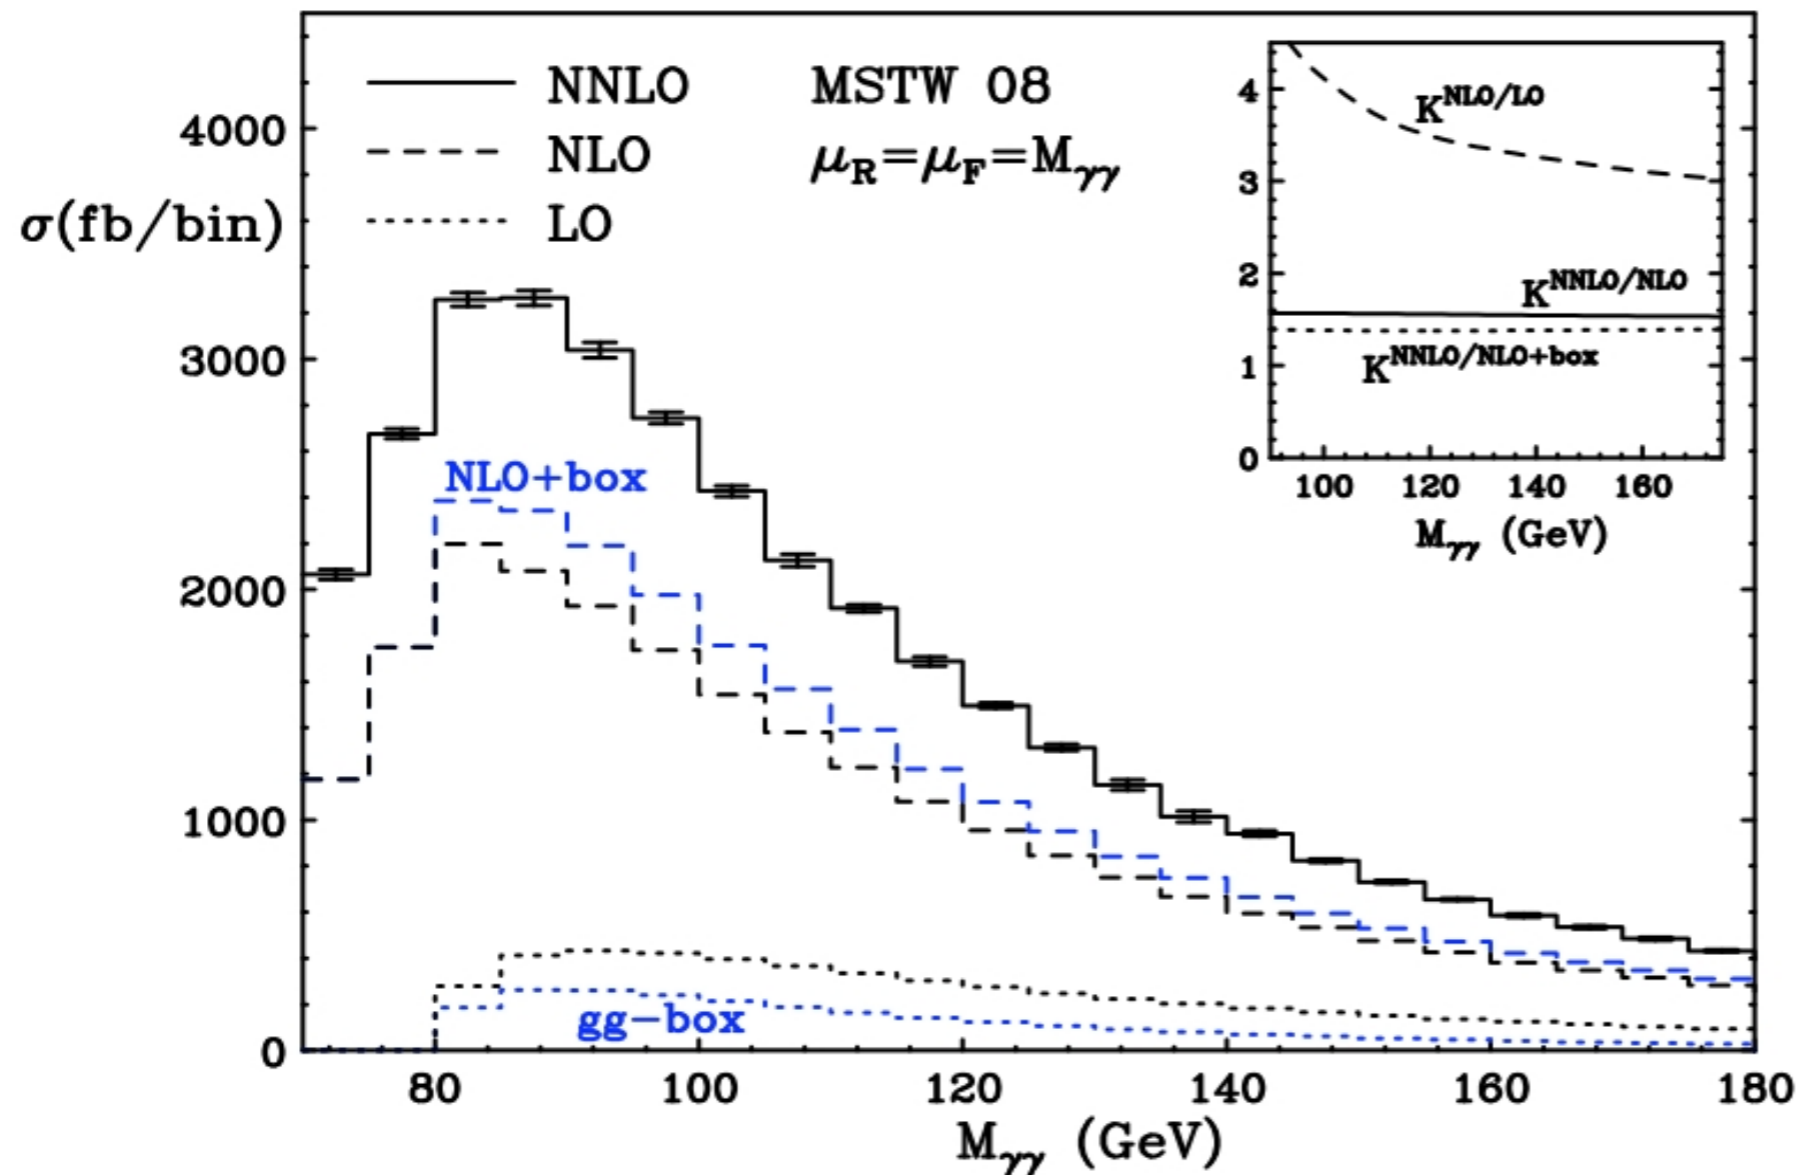 NNLO MSTW 08
NLO μR=μF=Mγγ
LO
σ(fb/bin)
4000
3000
2000
1000
0
NLO+box
gg-box
80 100 120 140 160 180
Mγγ (GeV)
K^NLO/LO
K^NNLO/NLO
K^NNLO/NLO+box
4
3
2
1
0
100 120 140 160
Mγγ (GeV)